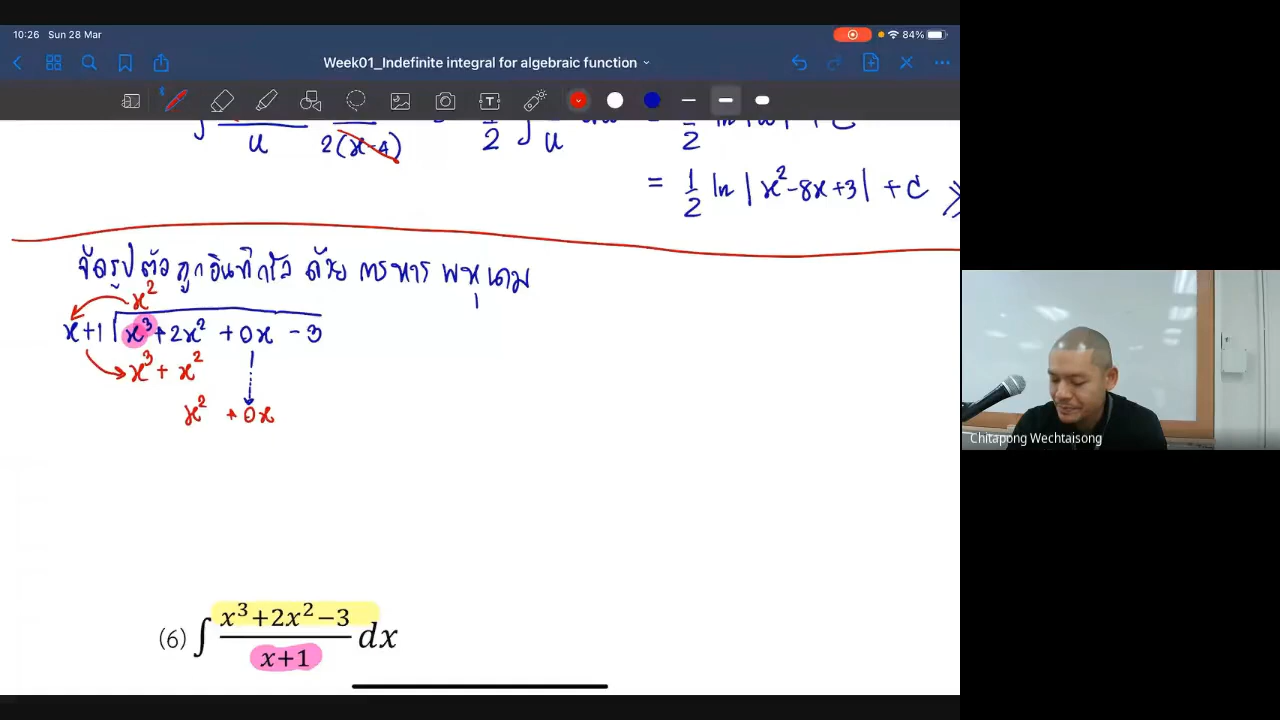 10:26 Sun 28 Mar
84%
Week01_Indefinite integral for algebraic function
u 2(x-4) 2 u 2
= 1/2 ln |x² -8x+3| + C
จัดรูป ตัว ถูก อินทิกรัล ด้วย การหาร พหุนาม
x²
x+1 x³ + 2x² + 0x - 3
x³ + x²
x² + 0x
(6) ∫ x³+2x²−3 / x+1 dx
Chitapong Wechtaisong